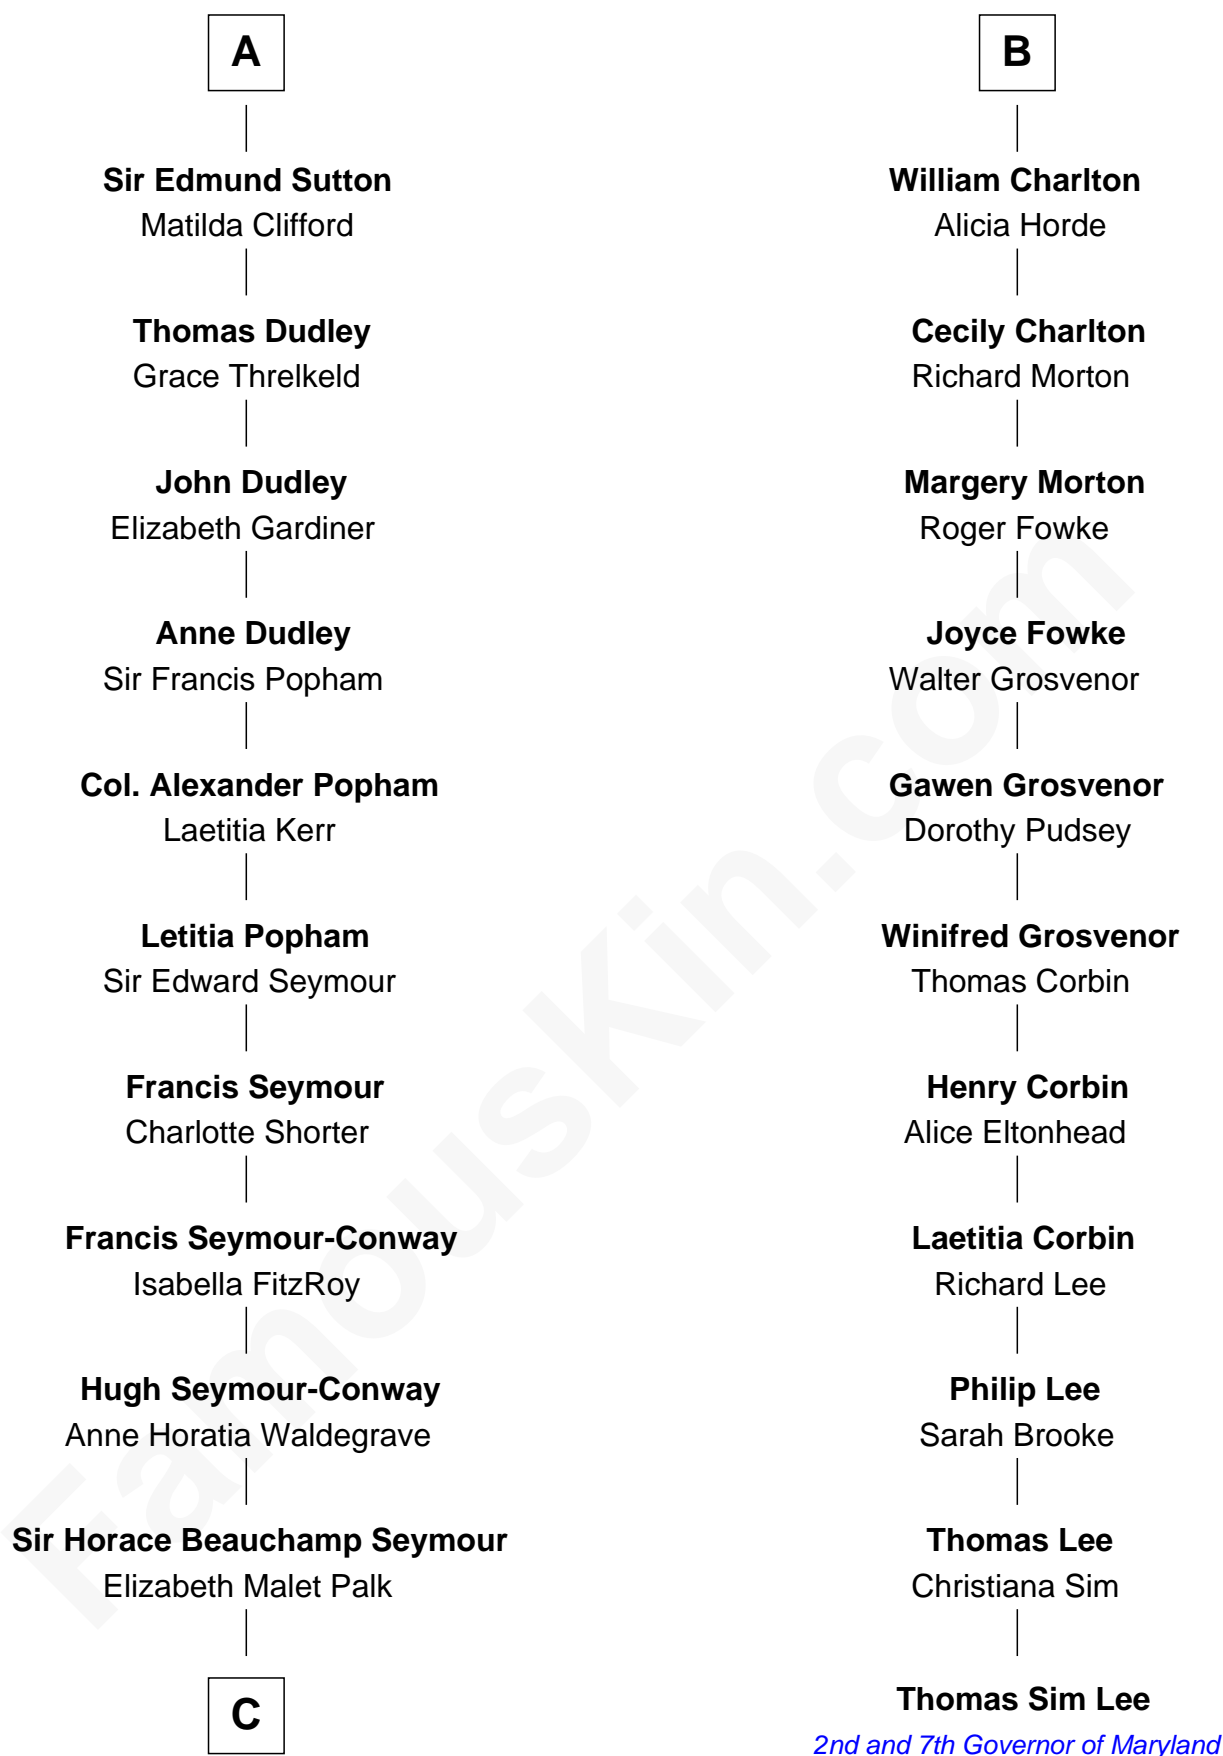 A
Sir Edmund Sutton
Matilda Clifford
Thomas Dudley
Grace Threlkeld
John Dudley
Elizabeth Gardiner
Anne Dudley
Sir Francis Popham
Col. Alexander Popham
Laetitia Kerr
Letitia Popham
Sir Edward Seymour
Francis Seymour
Charlotte Shorter
Francis Seymour-Conway
Isabella FitzRoy
Hugh Seymour-Conway
Anne Horatia Waldegrave
Sir Horace Beauchamp Seymour
Elizabeth Malet Palk
C
B
William Charlton
Alicia Horde
Cecily Charlton
Richard Morton
Margery Morton
Roger Fowke
Joyce Fowke
Walter Grosvenor
Gawen Grosvenor
Dorothy Pudsey
Winifred Grosvenor
Thomas Corbin
Henry Corbin
Alice Eltonhead
Laetitia Corbin
Richard Lee
Philip Lee
Sarah Brooke
Thomas Lee
Christiana Sim
Thomas Sim Lee
2nd and 7th Governor of Maryland
FamousKin.com